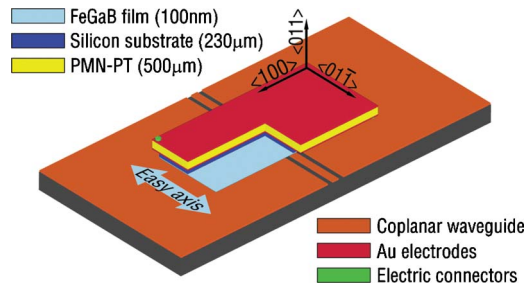 FeGaB film (100nm)
Silicon substrate (230μm)
PMN-PT (500μm)
<011>
<100>
<011̄>
Easy axis
Coplanar waveguide
Au electrodes
Electric connectors